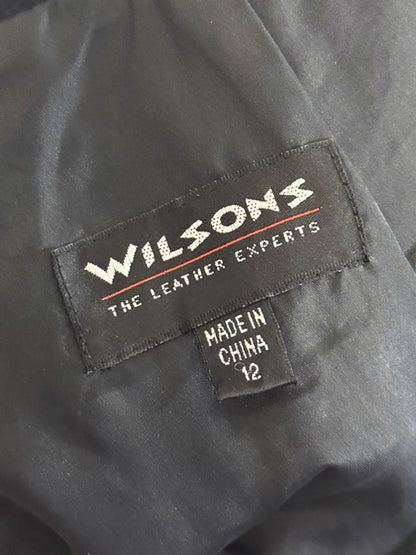 WILSONS
THE LEATHER EXPERTS
MADE IN
CHINA
12